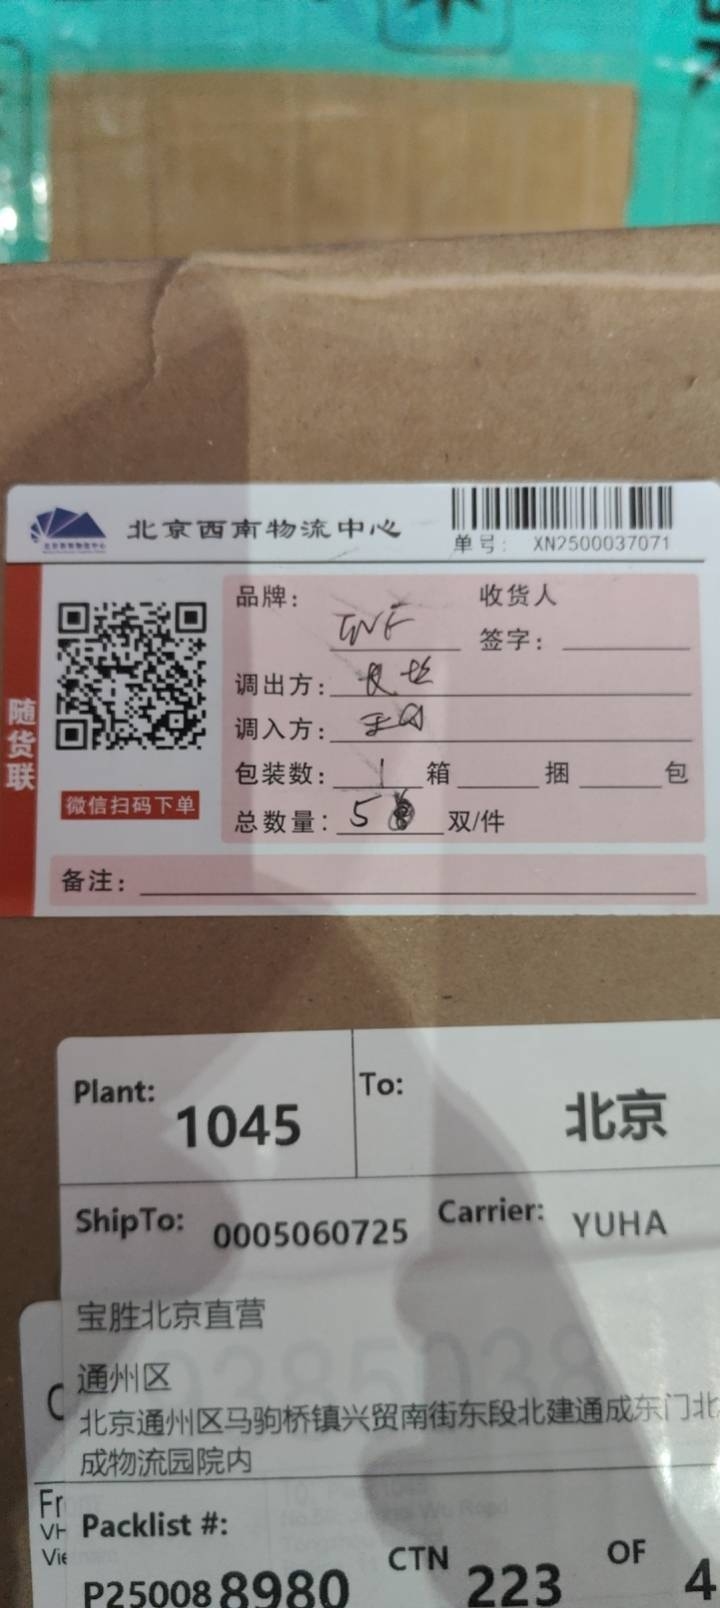 北京西南物流中心
单号: XN2500037071
随货联
微信扫码下单
品牌: TNF 收货人
签字:
调出方:
调入方:
包装数: 1 箱 捆 包
总数量: 5 双/件
备注:
Plant: 1045 To: 北京
ShipTo: 0005060725 Carrier: YUHA
宝胜北京直营
通州区
北京通州区马驹桥镇兴贸南街东段北建通成东门北
成物流园院内
Packlist #:
P250088980 CTN 223 OF 4